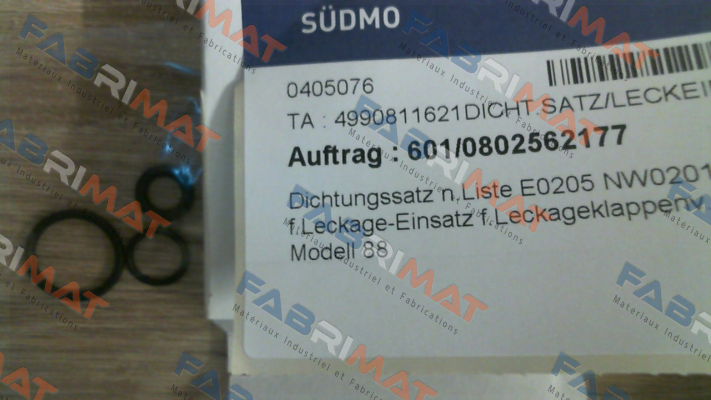 SÜDMO
0405076
TA : 4990811621 DICHT.SATZ/LECKEI
Auftrag : 601/0802562177
Dichtungssatz n.Liste E0205 NW0201
f.Leckage-Einsatz f.Leckageklappenv
Modell 88
FABRIMAT
Materiaux Industriel et Fabrications